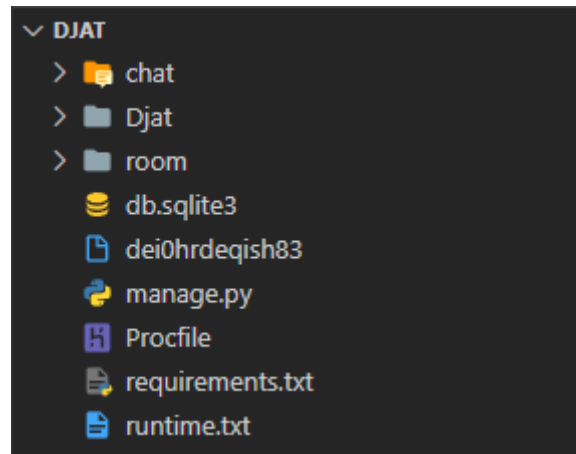 DJAT
chat
Djat
room
db.sqlite3
dei0hrdeqish83
manage.py
Procfile
requirements.txt
runtime.txt